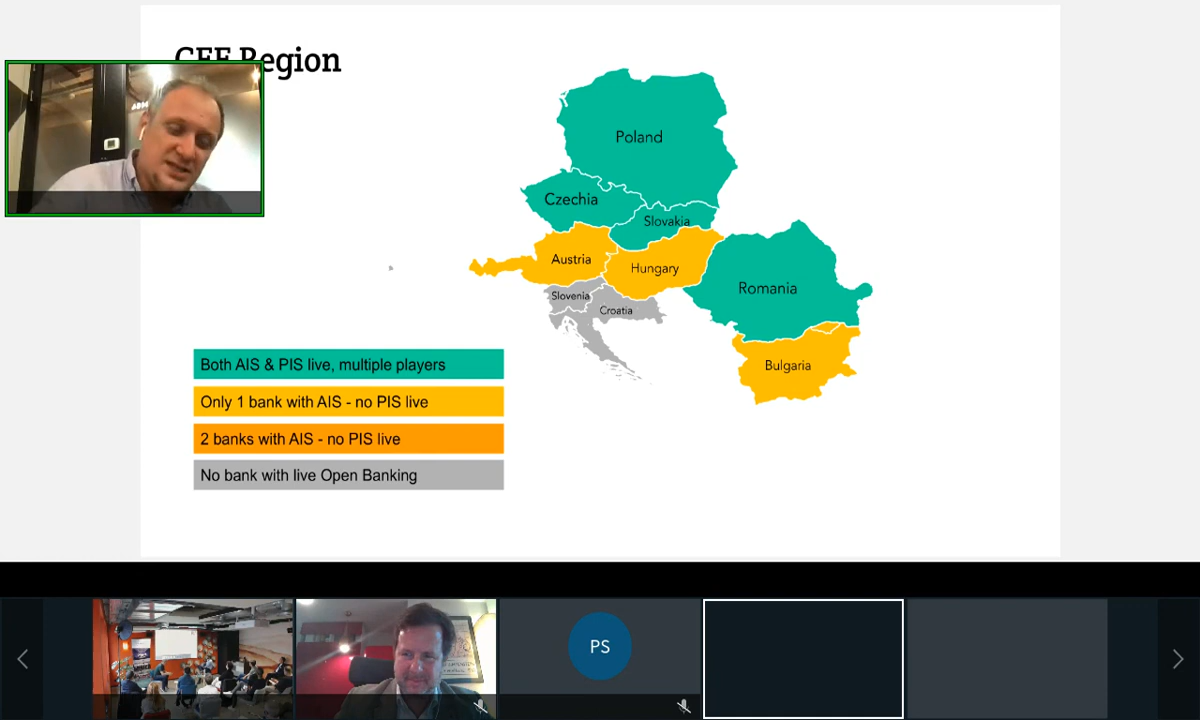 CEE Region
Poland
Czechia
Slovakia
Austria
Hungary
Romania
Slovenia
Croatia
Bulgaria
Both AIS & PIS live, multiple players
Only 1 bank with AIS - no PIS live
2 banks with AIS - no PIS live
No bank with live Open Banking
PS